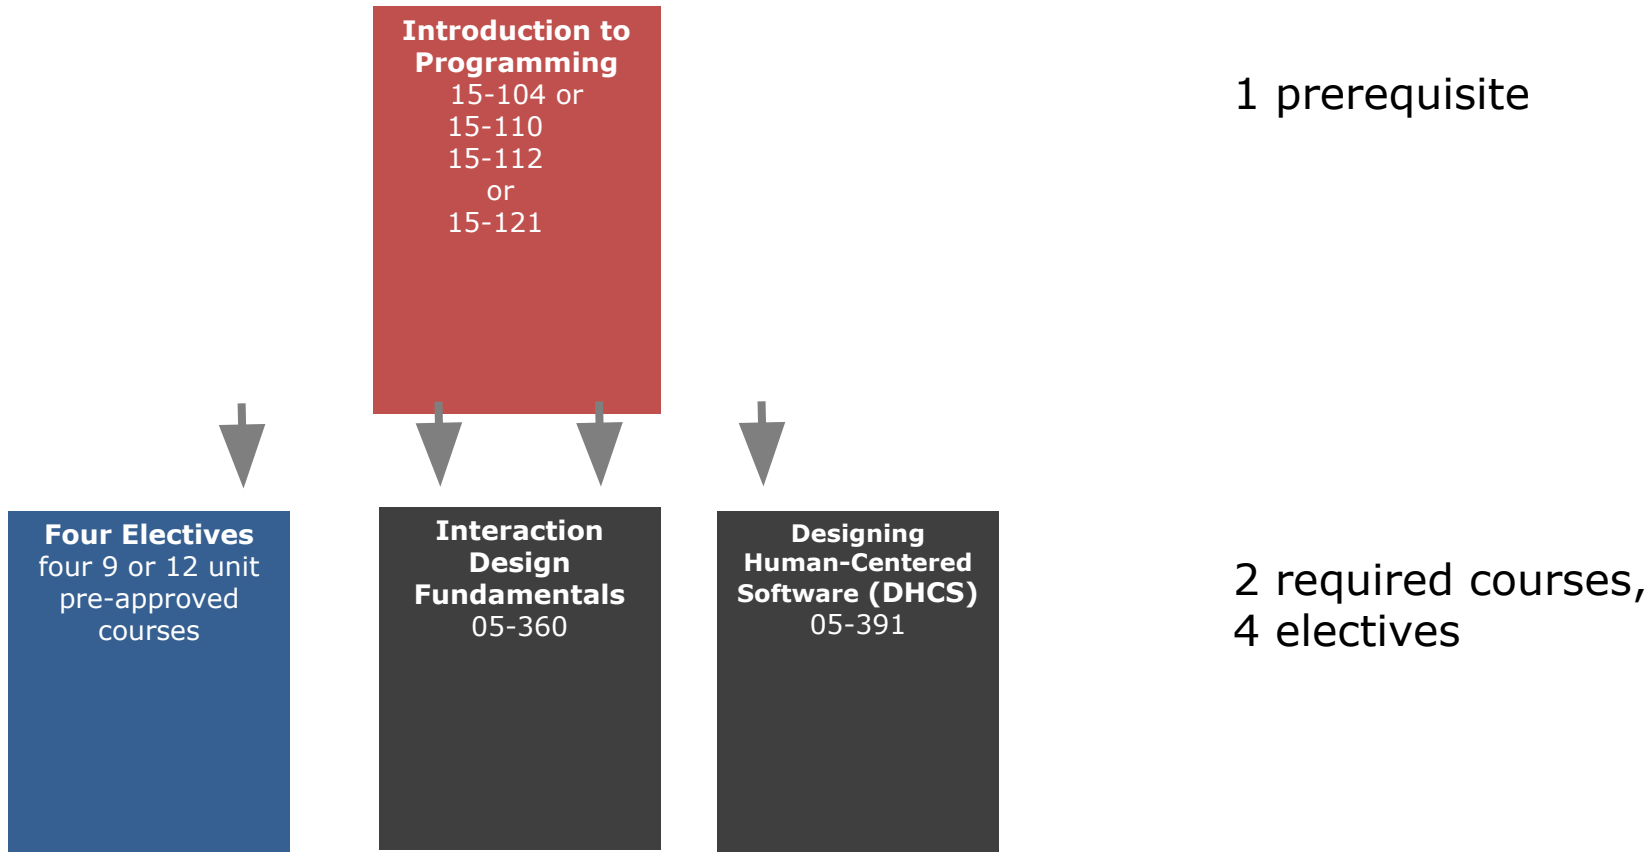 Introduction to
Programming
15-104 or
15-110
15-112
or
15-121
1 prerequisite
Four Electives
four 9 or 12 unit
pre-approved
courses
Interaction
Design
Fundamentals
05-360
Designing
Human-Centered
Software (DHCS)
05-391
2 required courses,
4 electives